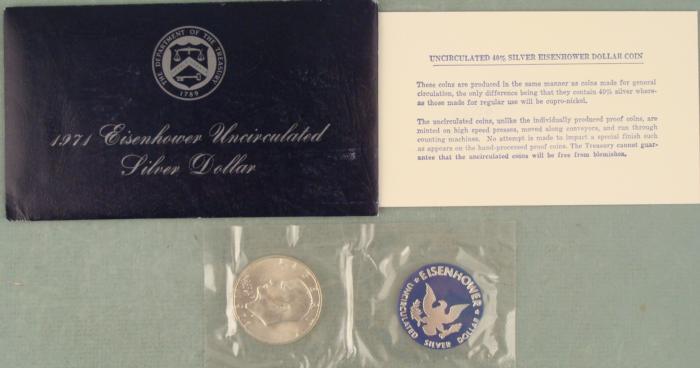 THE DEPARTMENT OF THE TREASURY
1789
1971 Eisenhower Uncirculated
Silver Dollar
UNCIRCULATED 40% SILVER EISENHOWER DOLLAR COIN
These coins are produced in the same manner as coins made for general
circulation, the only difference being that they contain 40% silver where-
as those made for regular use will be cupro-nickel.
The uncirculated coins, unlike the individually produced proof coins, are
minted on high speed presses, moved along conveyors, and run through
counting machines. No attempt is made to impart a special finish such
as appears on the hand-processed proof coins. The Treasury cannot guar-
antee that the uncirculated coins will be free from blemishes.
EISENHOWER
UNCIRCULATED SILVER DOLLAR